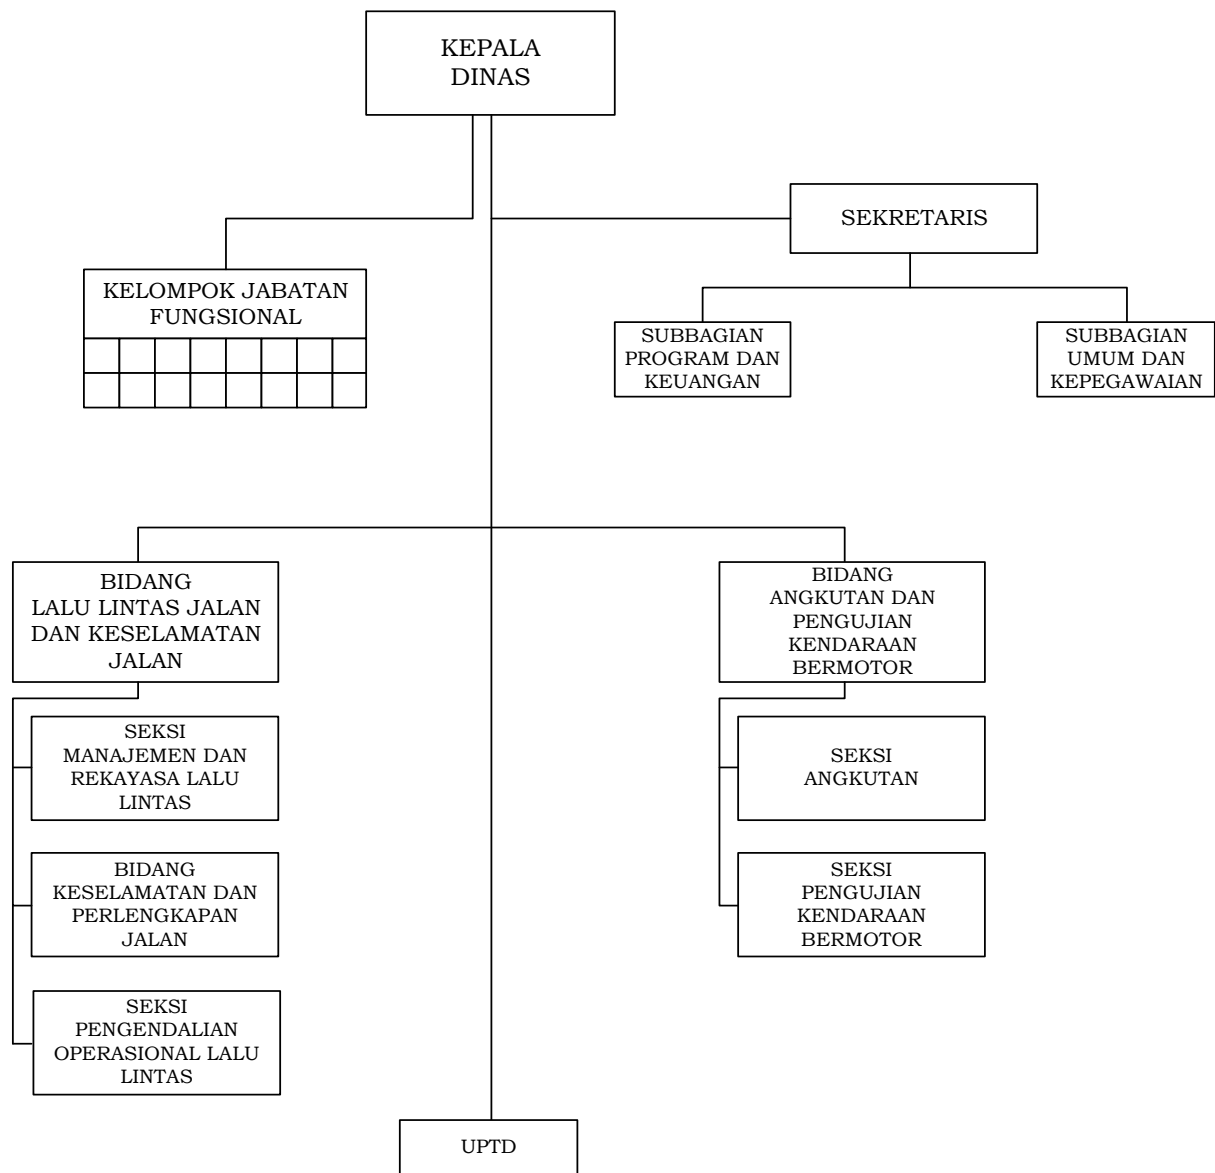 KEPALA
DINAS
SEKRETARIS
KELOMPOK JABATAN
FUNGSIONAL
SUBBAGIAN
PROGRAM DAN
KEUANGAN
SUBBAGIAN
UMUM DAN
KEPEGAWAIAN
BIDANG
LALU LINTAS JALAN
DAN KESELAMATAN
JALAN
BIDANG
ANGKUTAN DAN
PENGUJIAN
KENDARAAN
BERMOTOR
SEKSI
MANAJEMEN DAN
REKAYASA LALU
LINTAS
SEKSI
ANGKUTAN
BIDANG
KESELAMATAN DAN
PERLENGKAPAN
JALAN
SEKSI
PENGUJIAN
KENDARAAN
BERMOTOR
SEKSI
PENGENDALIAN
OPERASIONAL LALU
LINTAS
UPTD